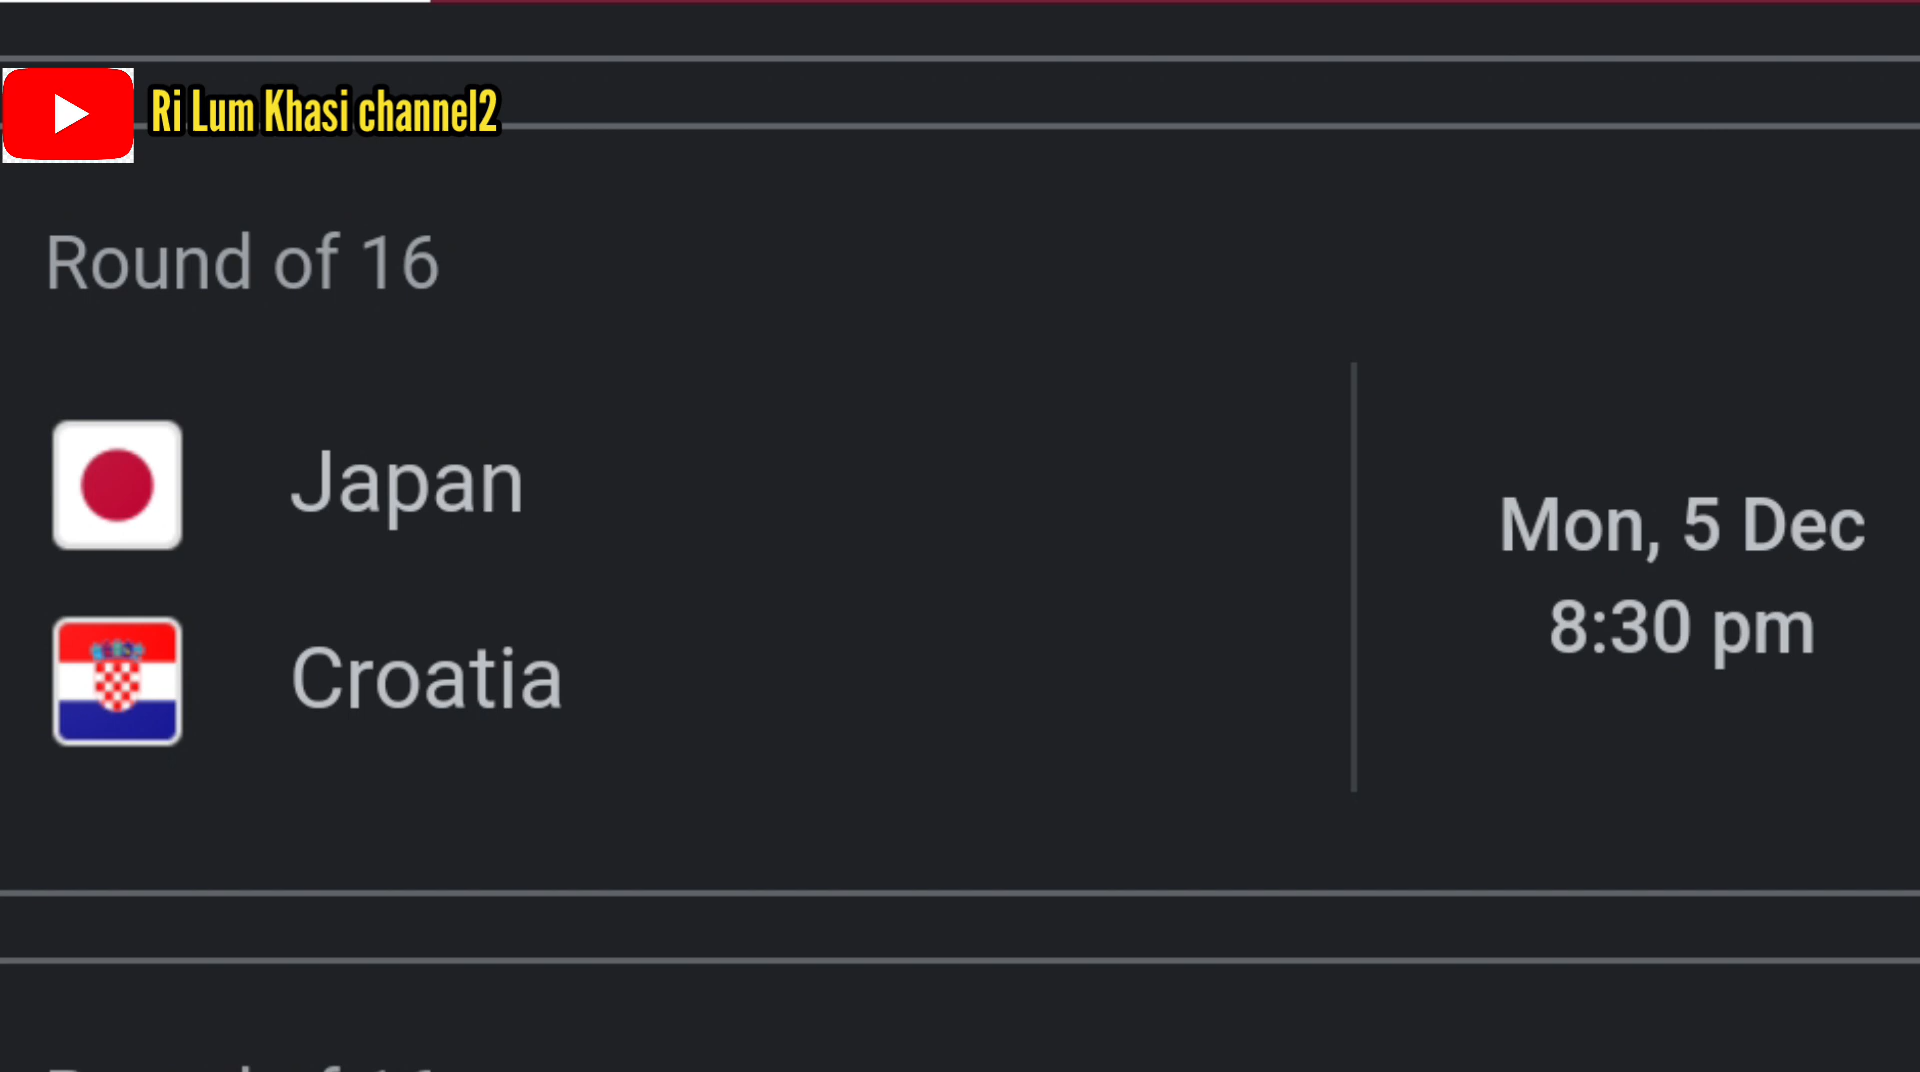 Ri Lum Khasi channel2
Round of 16
Japan
Croatia
Mon, 5 Dec
8:30 pm